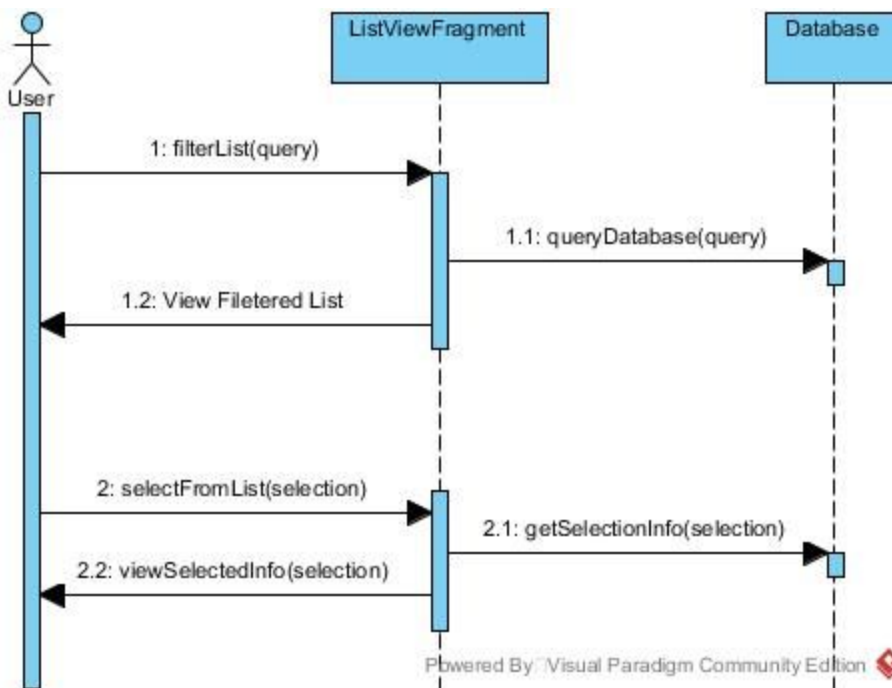 ListViewFragment
Database
User
1: filterList(query)
1.1: queryDatabase(query)
1.2: View Filetered List
2: selectFromList(selection)
2.1: getSelectionInfo(selection)
2.2: viewSelectedInfo(selection)
Powered By Visual Paradigm Community Edition